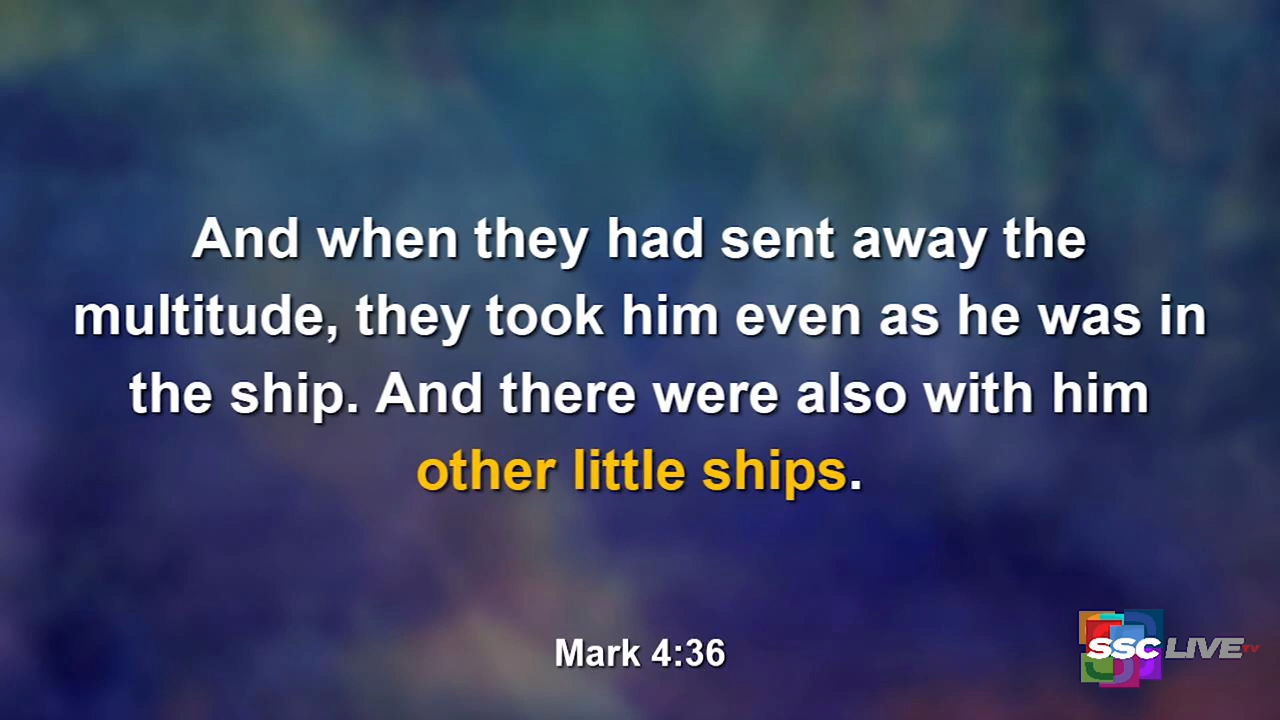 And when they had sent away the
multitude, they took him even as he was in
the ship. And there were also with him
other little ships.
Mark 4:36
SSC LIVE TV